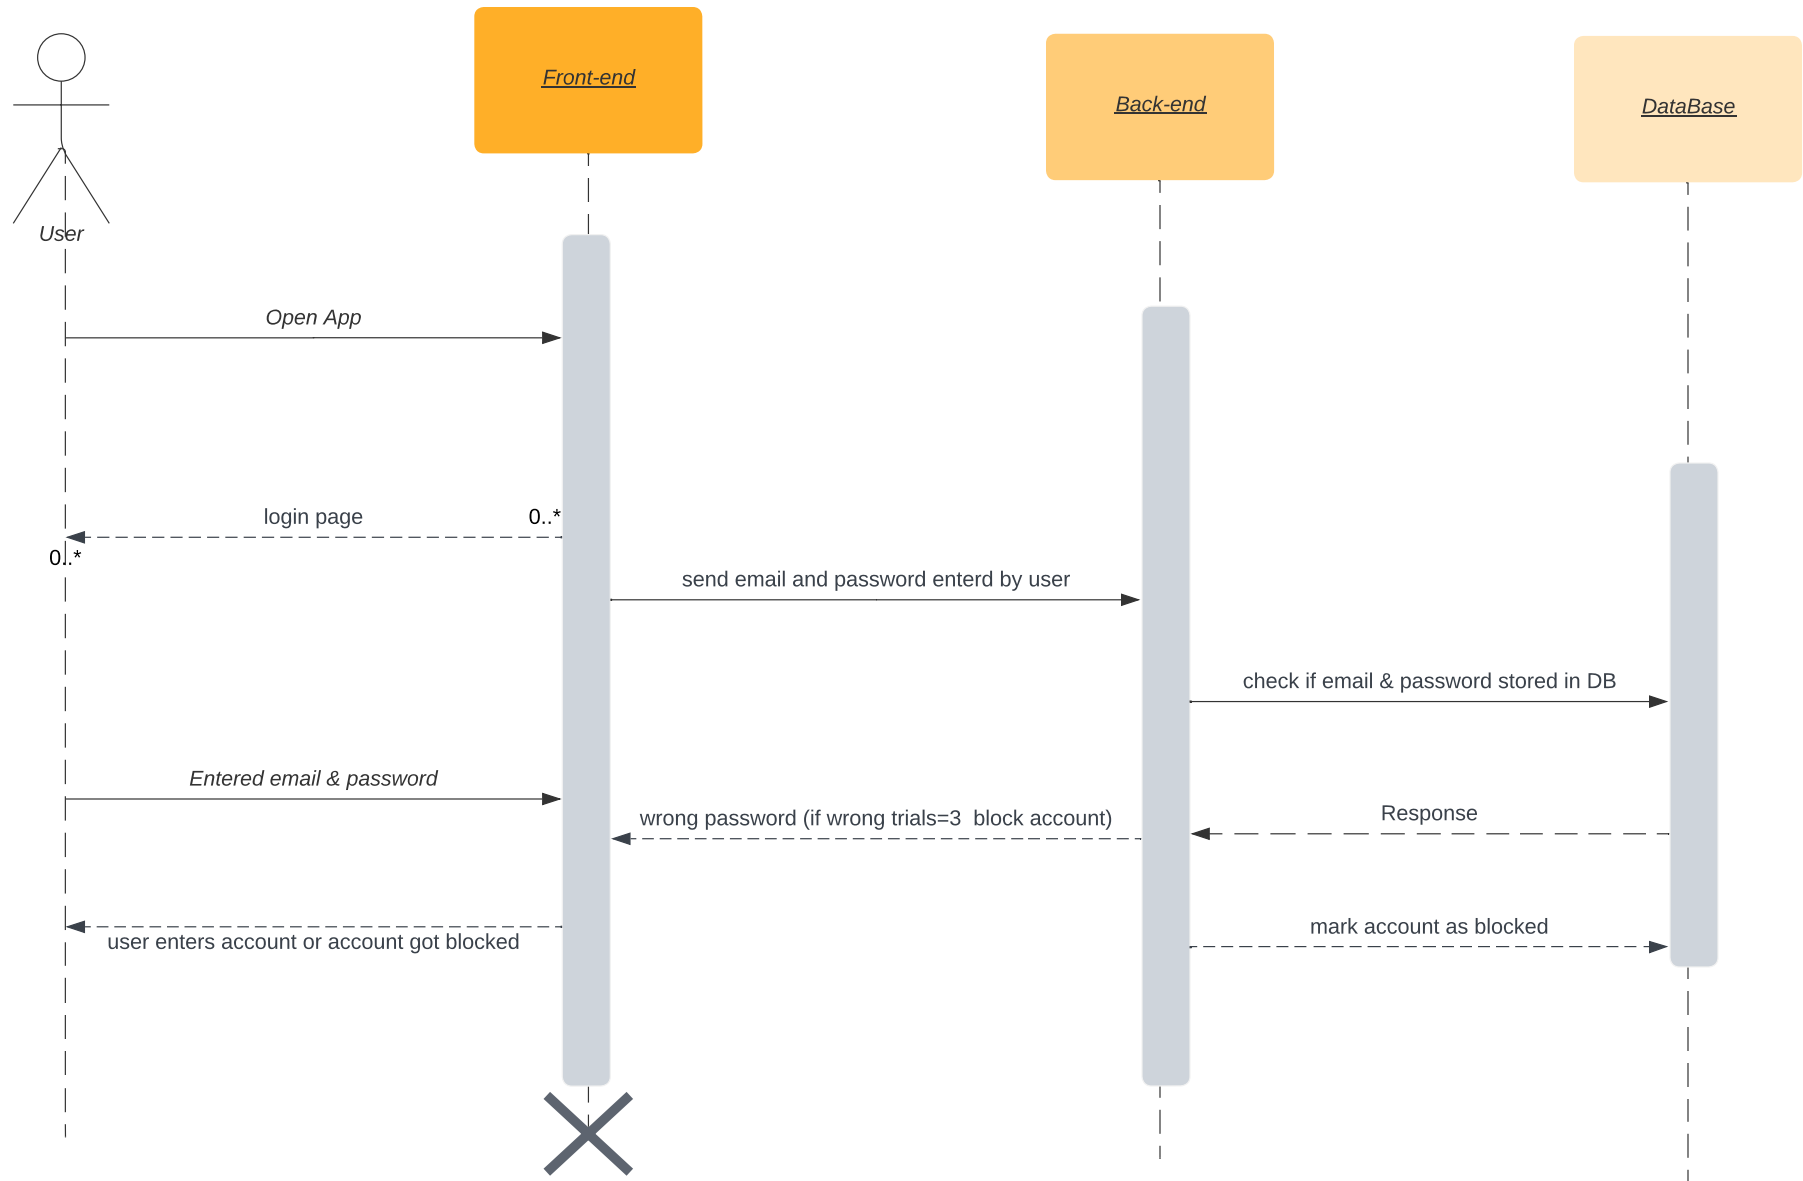 Front-end
Back-end
DataBase
User
Open App
login page
0..*
0..*
send email and password enterd by user
check if email & password stored in DB
Entered email & password
wrong password (if wrong trials=3  block account)
Response
user enters account or account got blocked
mark account as blocked